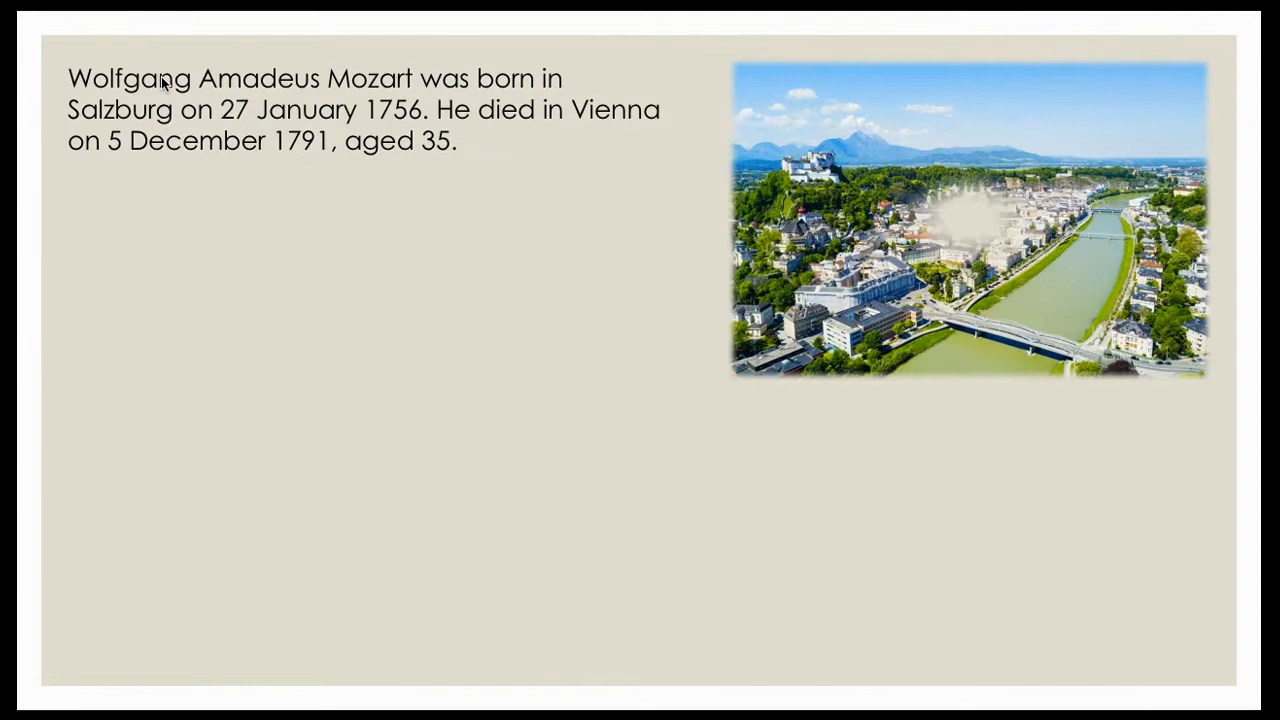 Wolfgang Amadeus Mozart was born in
Salzburg on 27 January 1756. He died in Vienna
on 5 December 1791, aged 35.